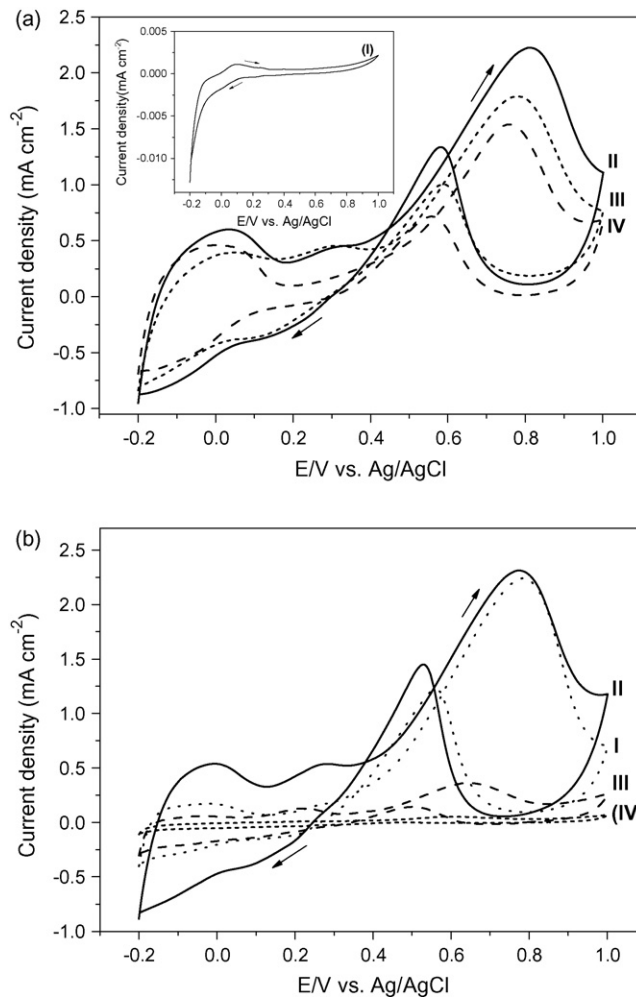 (a)
0.005
0.000
-0.005
-0.010
Current density(mA cm⁻²)
(I)
-0.2 0.0 0.2 0.4 0.6 0.8 1.0
E/V vs. Ag/AgCl
2.5
2.0
1.5
1.0
0.5
0.0
-0.5
-1.0
Current density (mA cm⁻²)
II
III
IV
-0.2 0.0 0.2 0.4 0.6 0.8 1.0
E/V vs. Ag/AgCl
(b)
2.5
2.0
1.5
1.0
0.5
0.0
-0.5
-1.0
Current density (mA cm⁻²)
II
I
III
(IV
-0.2 0.0 0.2 0.4 0.6 0.8 1.0
E/V vs. Ag/AgCl